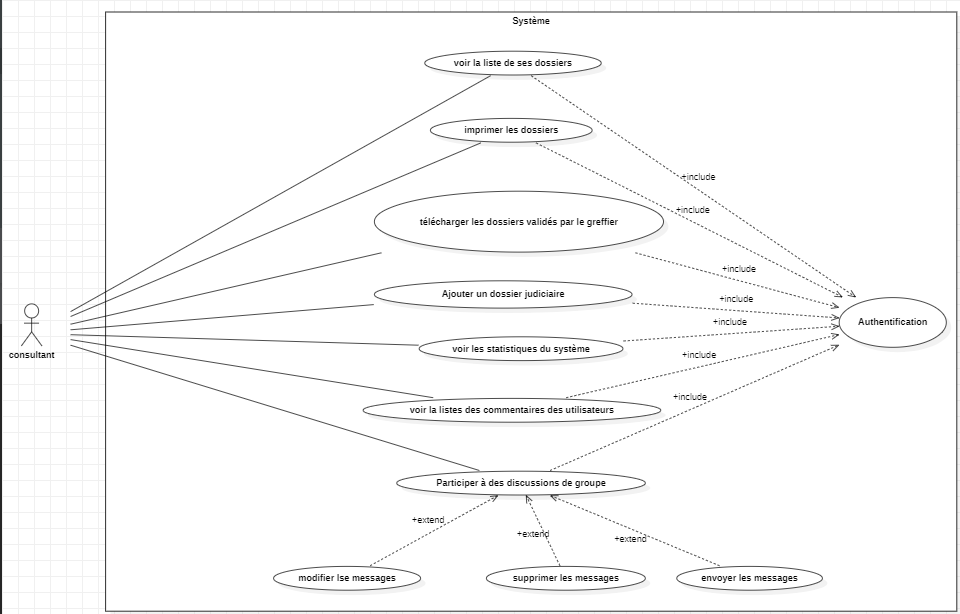 Système
voir la liste de ses dossiers
imprimer les dossiers
+include
+include
télécharger les dossiers validés par le greffier
+include
Ajouter un dossier judiciaire
+include
+include
Authentification
voir les statistiques du système
consultant
+include
+include
voir la listes des commentaires des utilisateurs
Participer à des discussions de groupe
+extend
+extend
+extend
modifier lse messages
supprimer les messages
envoyer les messages